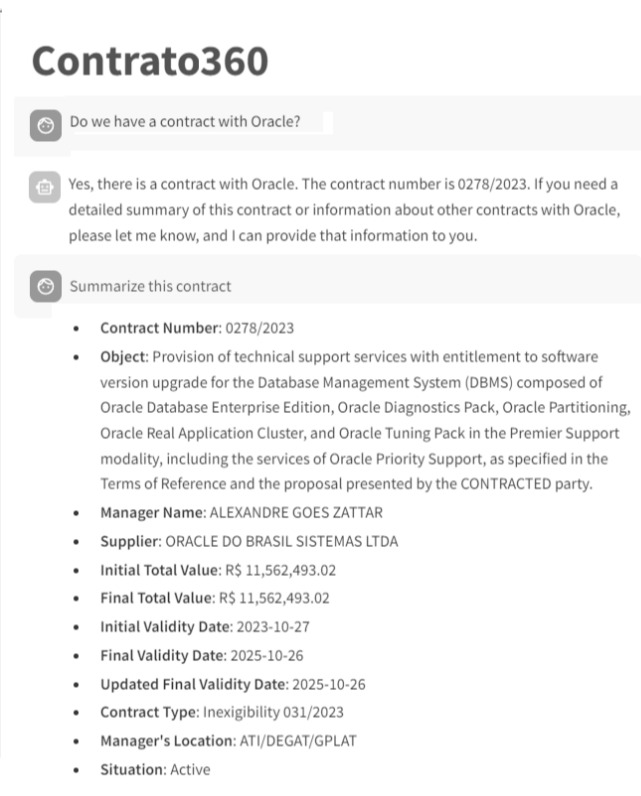 Contrato360
Do we have a contract with Oracle?
Yes, there is a contract with Oracle. The contract number is 0278/2023. If you need a
detailed summary of this contract or information about other contracts with Oracle,
please let me know, and I can provide that information to you.
Summarize this contract
• Contract Number: 0278/2023
• Object: Provision of technical support services with entitlement to software
version upgrade for the Database Management System (DBMS) composed of
Oracle Database Enterprise Edition, Oracle Diagnostics Pack, Oracle Partitioning,
Oracle Real Application Cluster, and Oracle Tuning Pack in the Premier Support
modality, including the services of Oracle Priority Support, as specified in the
Terms of Reference and the proposal presented by the CONTRACTED party.
• Manager Name: ALEXANDRE GOES ZATTAR
• Supplier: ORACLE DO BRASIL SISTEMAS LTDA
• Initial Total Value: R$ 11,562,493.02
• Final Total Value: R$ 11,562,493.02
• Initial Validity Date: 2023-10-27
• Final Validity Date: 2025-10-26
• Updated Final Validity Date: 2025-10-26
• Contract Type: Inexigibility 031/2023
• Manager's Location: ATI/DEGAT/GPLAT
• Situation: Active